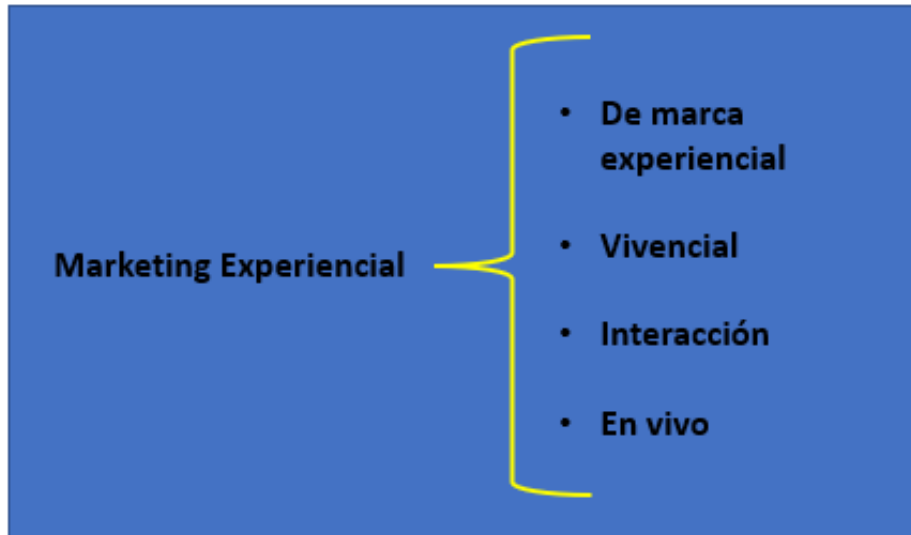 • De marca
experiencial
• Vivencial
Marketing Experiencial
• Interacción
• En vivo